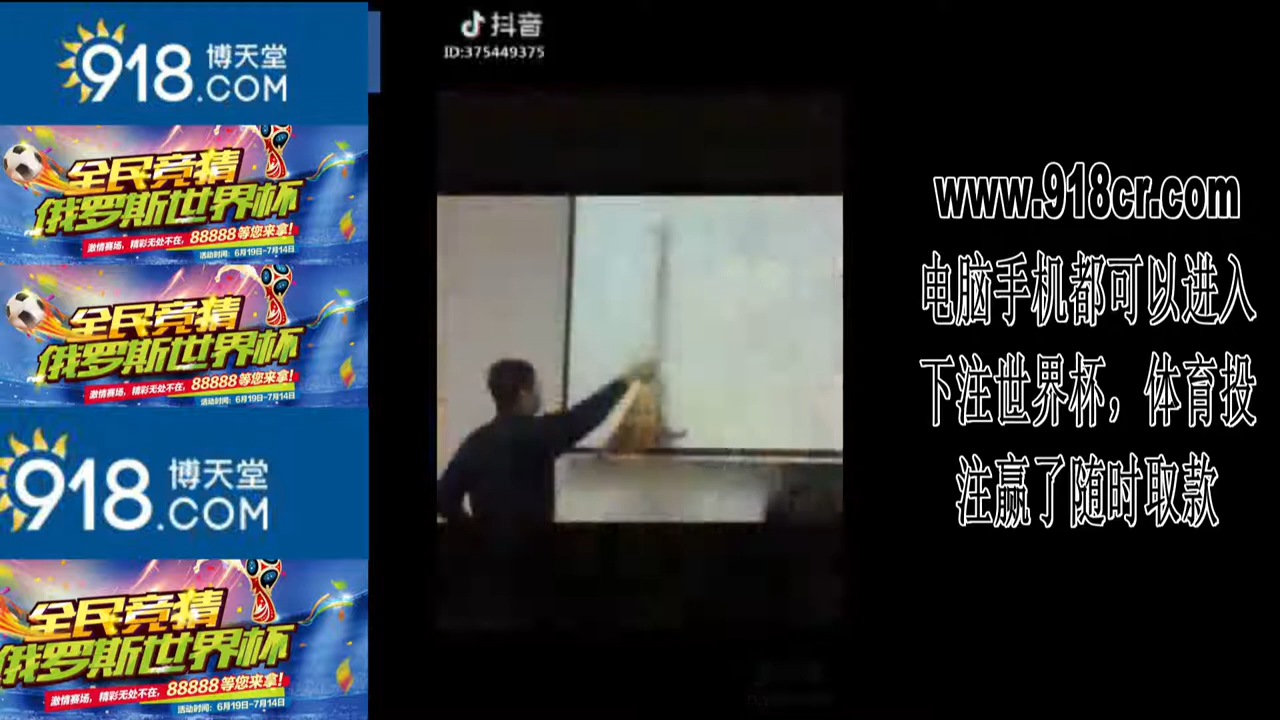 918博天堂
.COM
全民竞猜
俄罗斯世界杯
激情赛场，精彩无处不在，88888等您来拿！
活动时间：6月19日-7月14日
全民竞猜
俄罗斯世界杯
激情赛场，精彩无处不在，88888等您来拿！
活动时间：6月19日-7月14日
918博天堂
.COM
全民竞猜
俄罗斯世界杯
激情赛场，精彩无处不在，88888等您来拿！
活动时间：6月19日-7月14日
抖音
ID:375449375
www.918cr.com
电脑手机都可以进入
下注世界杯，体育投
注赢了随时取款